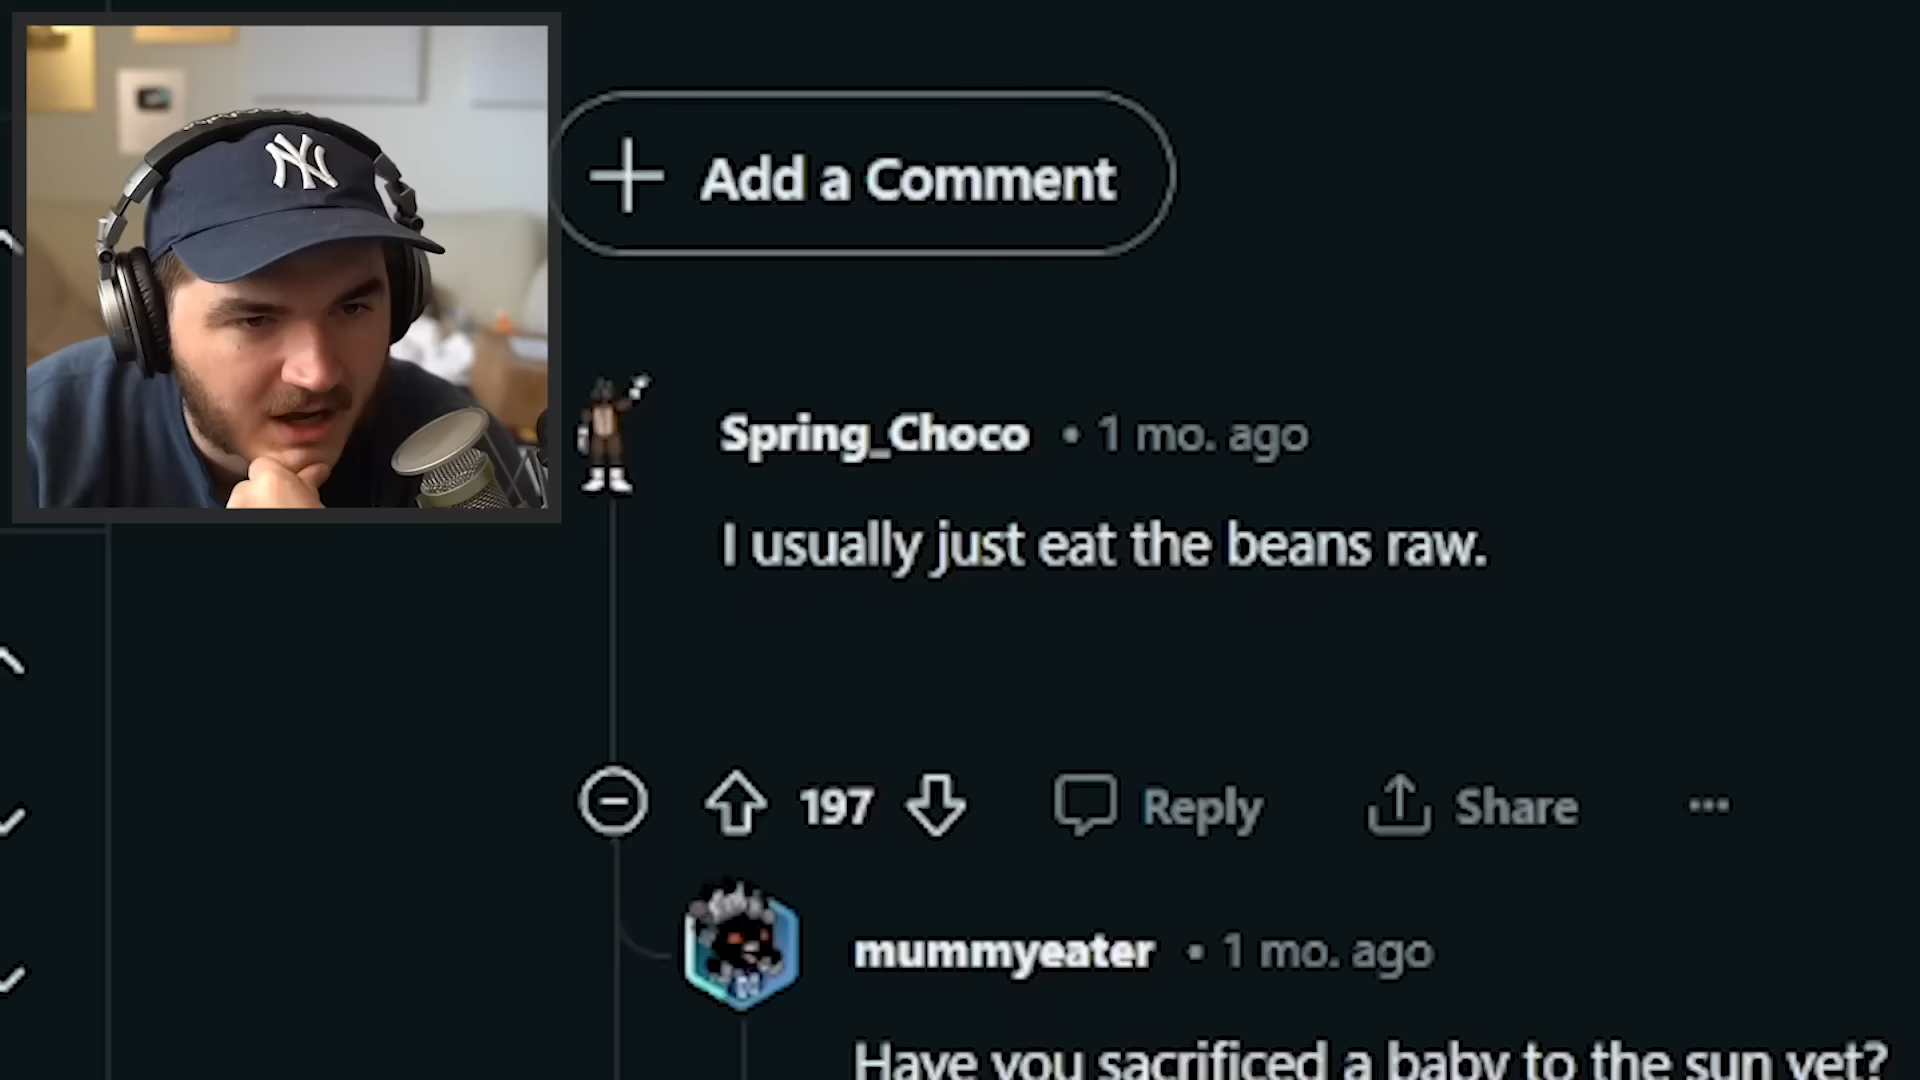 NY
Add a Comment
Spring_Choco • 1 mo. ago
I usually just eat the beans raw.
197 Reply Share ...
mummyeater • 1 mo. ago
Have you sacrificed a baby to the sun yet?